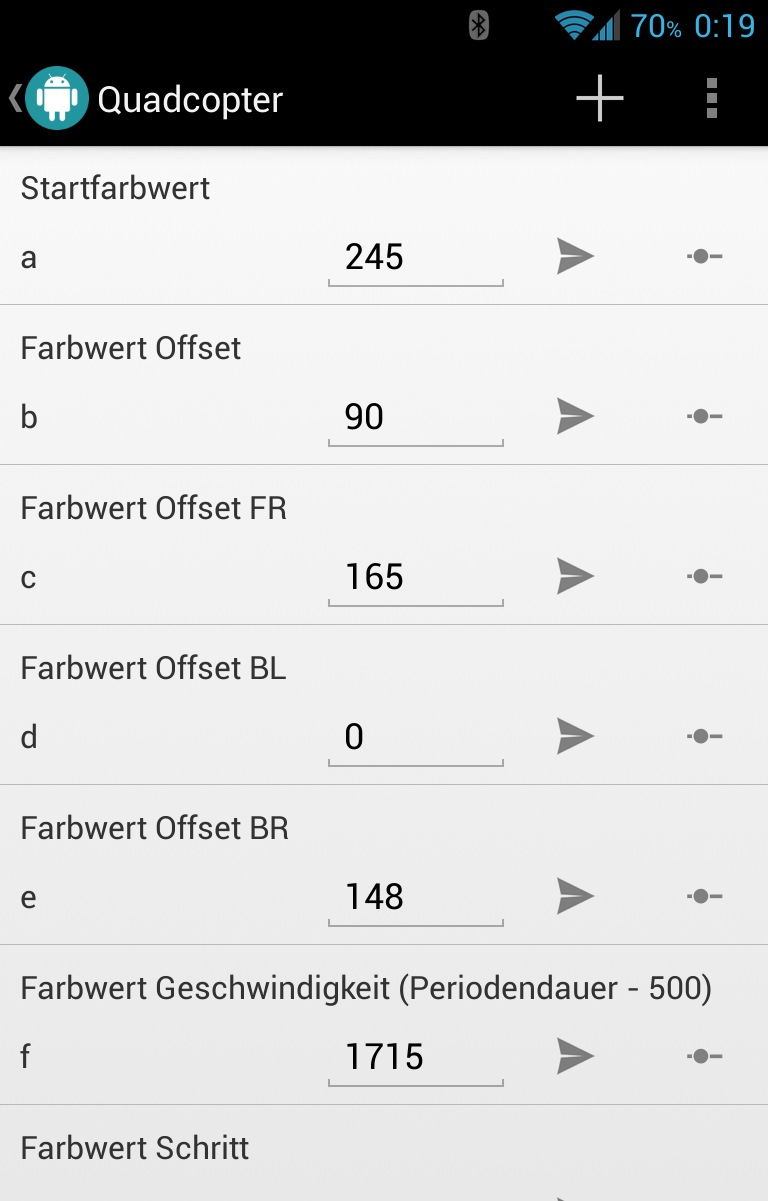 70% 0:19
Quadcopter
Startfarbwert
a 245
Farbwert Offset
b 90
Farbwert Offset FR
c 165
Farbwert Offset BL
d 0
Farbwert Offset BR
e 148
Farbwert Geschwindigkeit (Periodendauer - 500)
f 1715
Farbwert Schritt